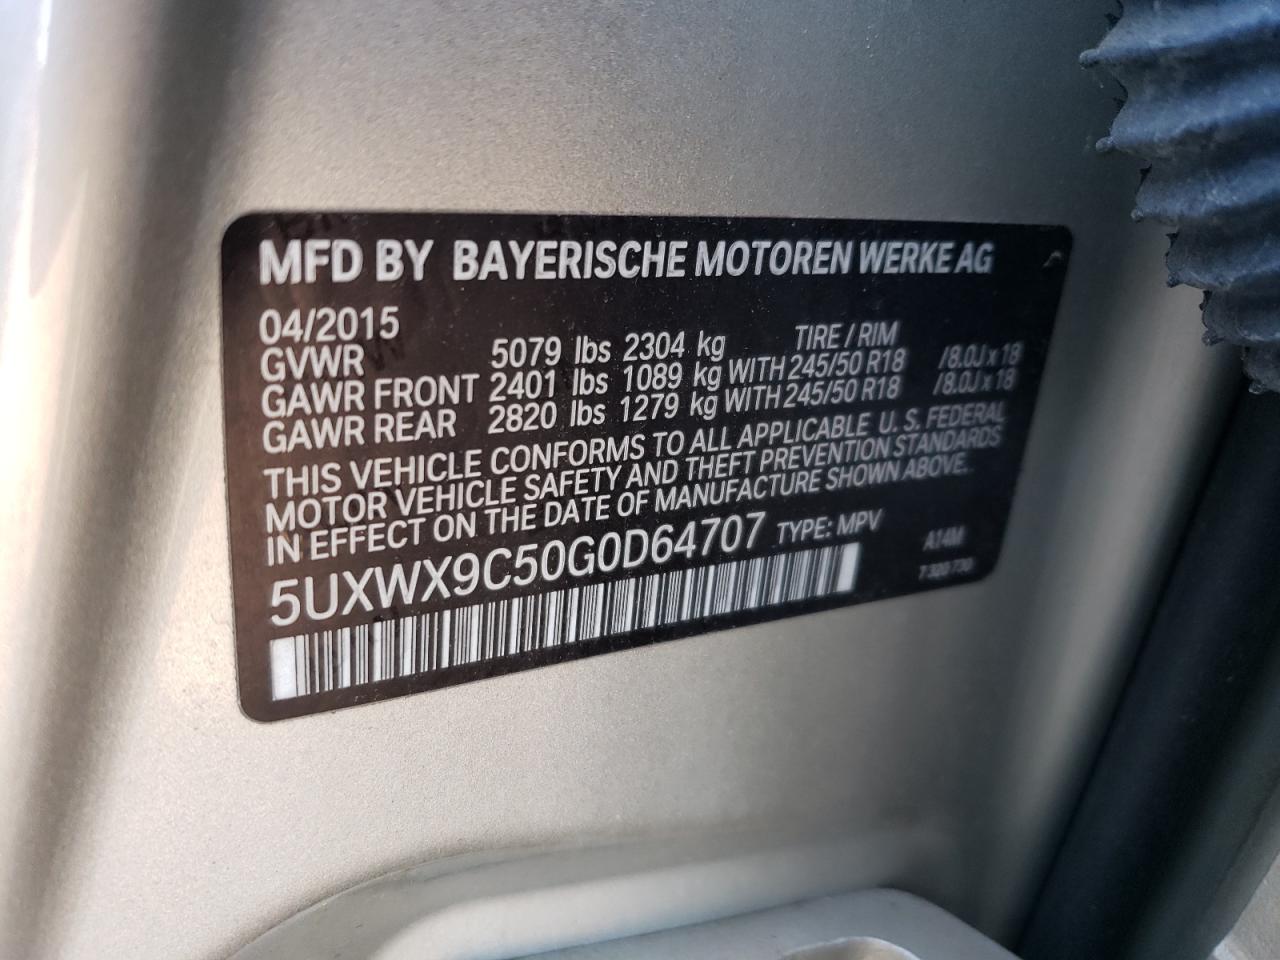 MFD BY BAYERISCHE MOTOREN WERKE AG
04/2015 TIRE / RIM
GVWR 5079 lbs 2304 kg
GAWR FRONT 2401 lbs 1089 kg WITH 245/50 R18 /8.0J x 18
GAWR REAR 2820 lbs 1279 kg WITH 245/50 R18 /8.0J x 18
THIS VEHICLE CONFORMS TO ALL APPLICABLE U. S. FEDERAL
MOTOR VEHICLE SAFETY AND THEFT PREVENTION STANDARDS
IN EFFECT ON THE DATE OF MANUFACTURE SHOWN ABOVE.
5UXWX9C50G0D64707 TYPE: MPV
A14M
7 320 730